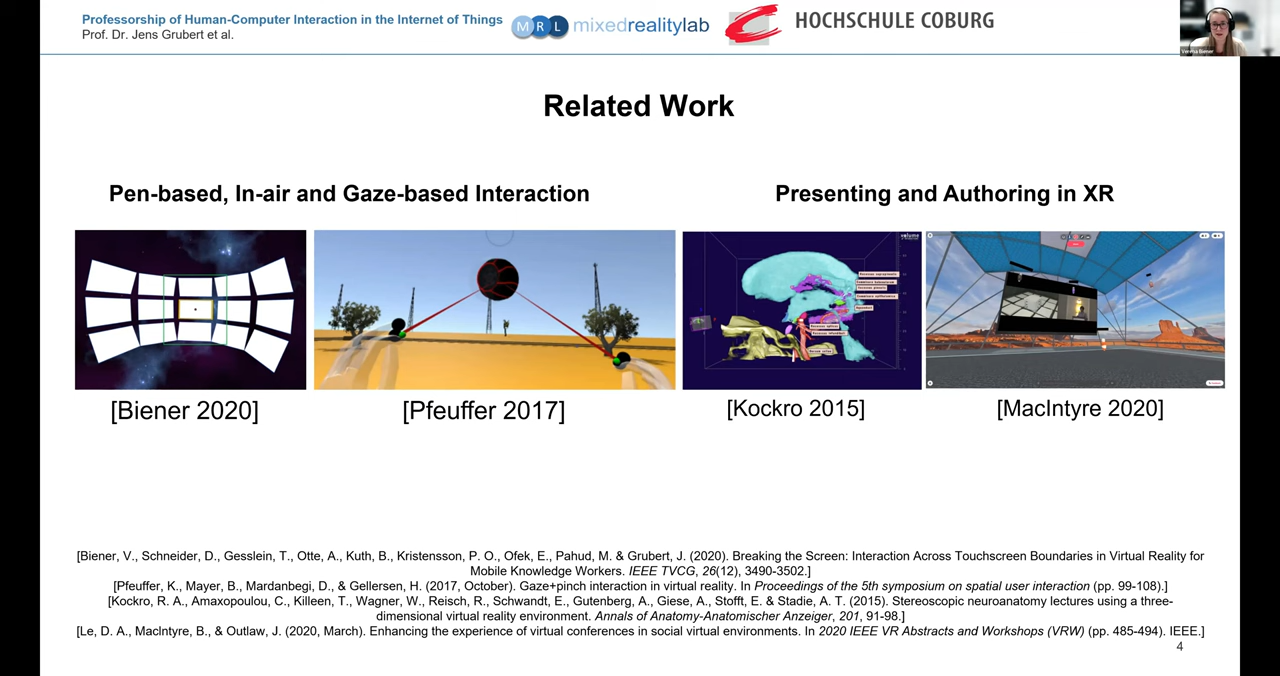 Professorship of Human-Computer Interaction in the Internet of Things
Prof. Dr. Jens Grubert et al.
MRL mixedrealitylab
HOCHSCHULE COBURG
Related Work
Pen-based, In-air and Gaze-based Interaction
Presenting and Authoring in XR
[Biener 2020]
[Pfeuffer 2017]
[Kockro 2015]
[MacIntyre 2020]
[Biener, V., Schneider, D., Gesslein, T., Otte, A., Kuth, B., Kristensson, P. O., Ofek, E., Pahud, M. & Grubert, J. (2020). Breaking the Screen: Interaction Across Touchscreen Boundaries in Virtual Reality for
Mobile Knowledge Workers. IEEE TVCG, 26(12), 3490-3502.]
[Pfeuffer, K., Mayer, B., Mardanbegi, D., & Gellersen, H. (2017, October). Gaze+pinch interaction in virtual reality. In Proceedings of the 5th symposium on spatial user interaction (pp. 99-108).]
[Kockro, R. A., Amaxopoulou, C., Killeen, T., Wagner, W., Reisch, R., Schwandt, E., Gutenberg, A., Giese, A., Stofft, E. & Stadie, A. T. (2015). Stereoscopic neuroanatomy lectures using a three-
dimensional virtual reality environment. Annals of Anatomy-Anatomischer Anzeiger, 201, 91-98.]
[Le, D. A., MacIntyre, B., & Outlaw, J. (2020, March). Enhancing the experience of virtual conferences in social virtual environments. In 2020 IEEE VR Abstracts and Workshops (VRW) (pp. 485-494). IEEE.]
4